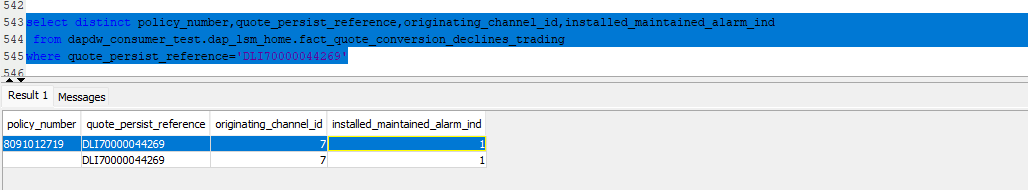 542
543 select distinct policy_number,quote_persist_reference,originating_channel_id,installed_maintained_alarm_ind
544 from dapdw_consumer_test.dap_lsm_home.fact_quote_conversion_declines_trading
545 where quote_persist_reference='DLI70000044269'
546
Result 1 Messages
policy_number quote_persist_reference originating_channel_id installed_maintained_alarm_ind
8091012719 DLI70000044269 7 1
DLI70000044269 7 1